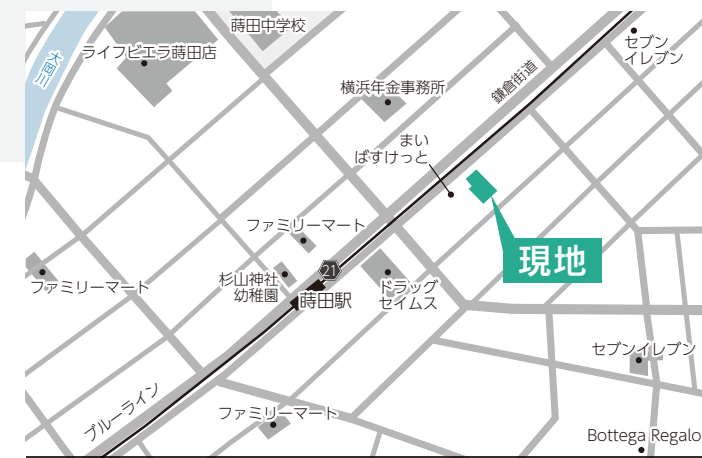 蒔田中学校
セブン
イレブン
ライフビエラ蒔田店
大岡川
横浜年金事務所
鎌倉街道
まい
ばすけっと
ファミリーマート
現地
21
杉山神社
幼稚園
ファミリーマート
蒔田駅
ドラッグ
セイムス
セブンイレブン
ブルーライン
ファミリーマート
Bottega Regalo